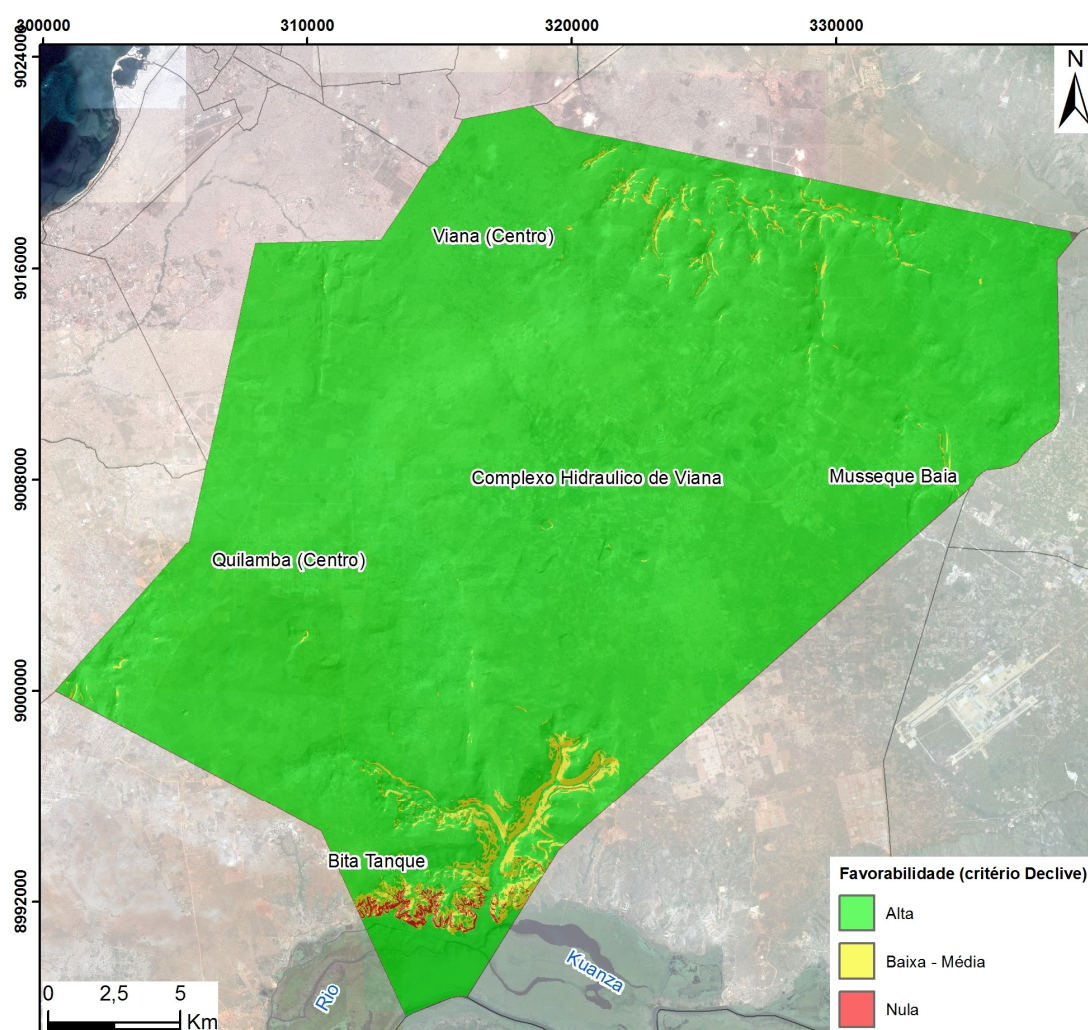 300000
310000
320000
330000
9024000
9016000
9008000
9000000
8992000
N
Viana (Centro)
Complexo Hidraulico de Viana
Musseque Baia
Quilamba (Centro)
Bita Tanque
Rio
Kuanza
0 2,5 5
Km
Favorabilidade (critério Declive)
Alta
Baixa - Média
Nula